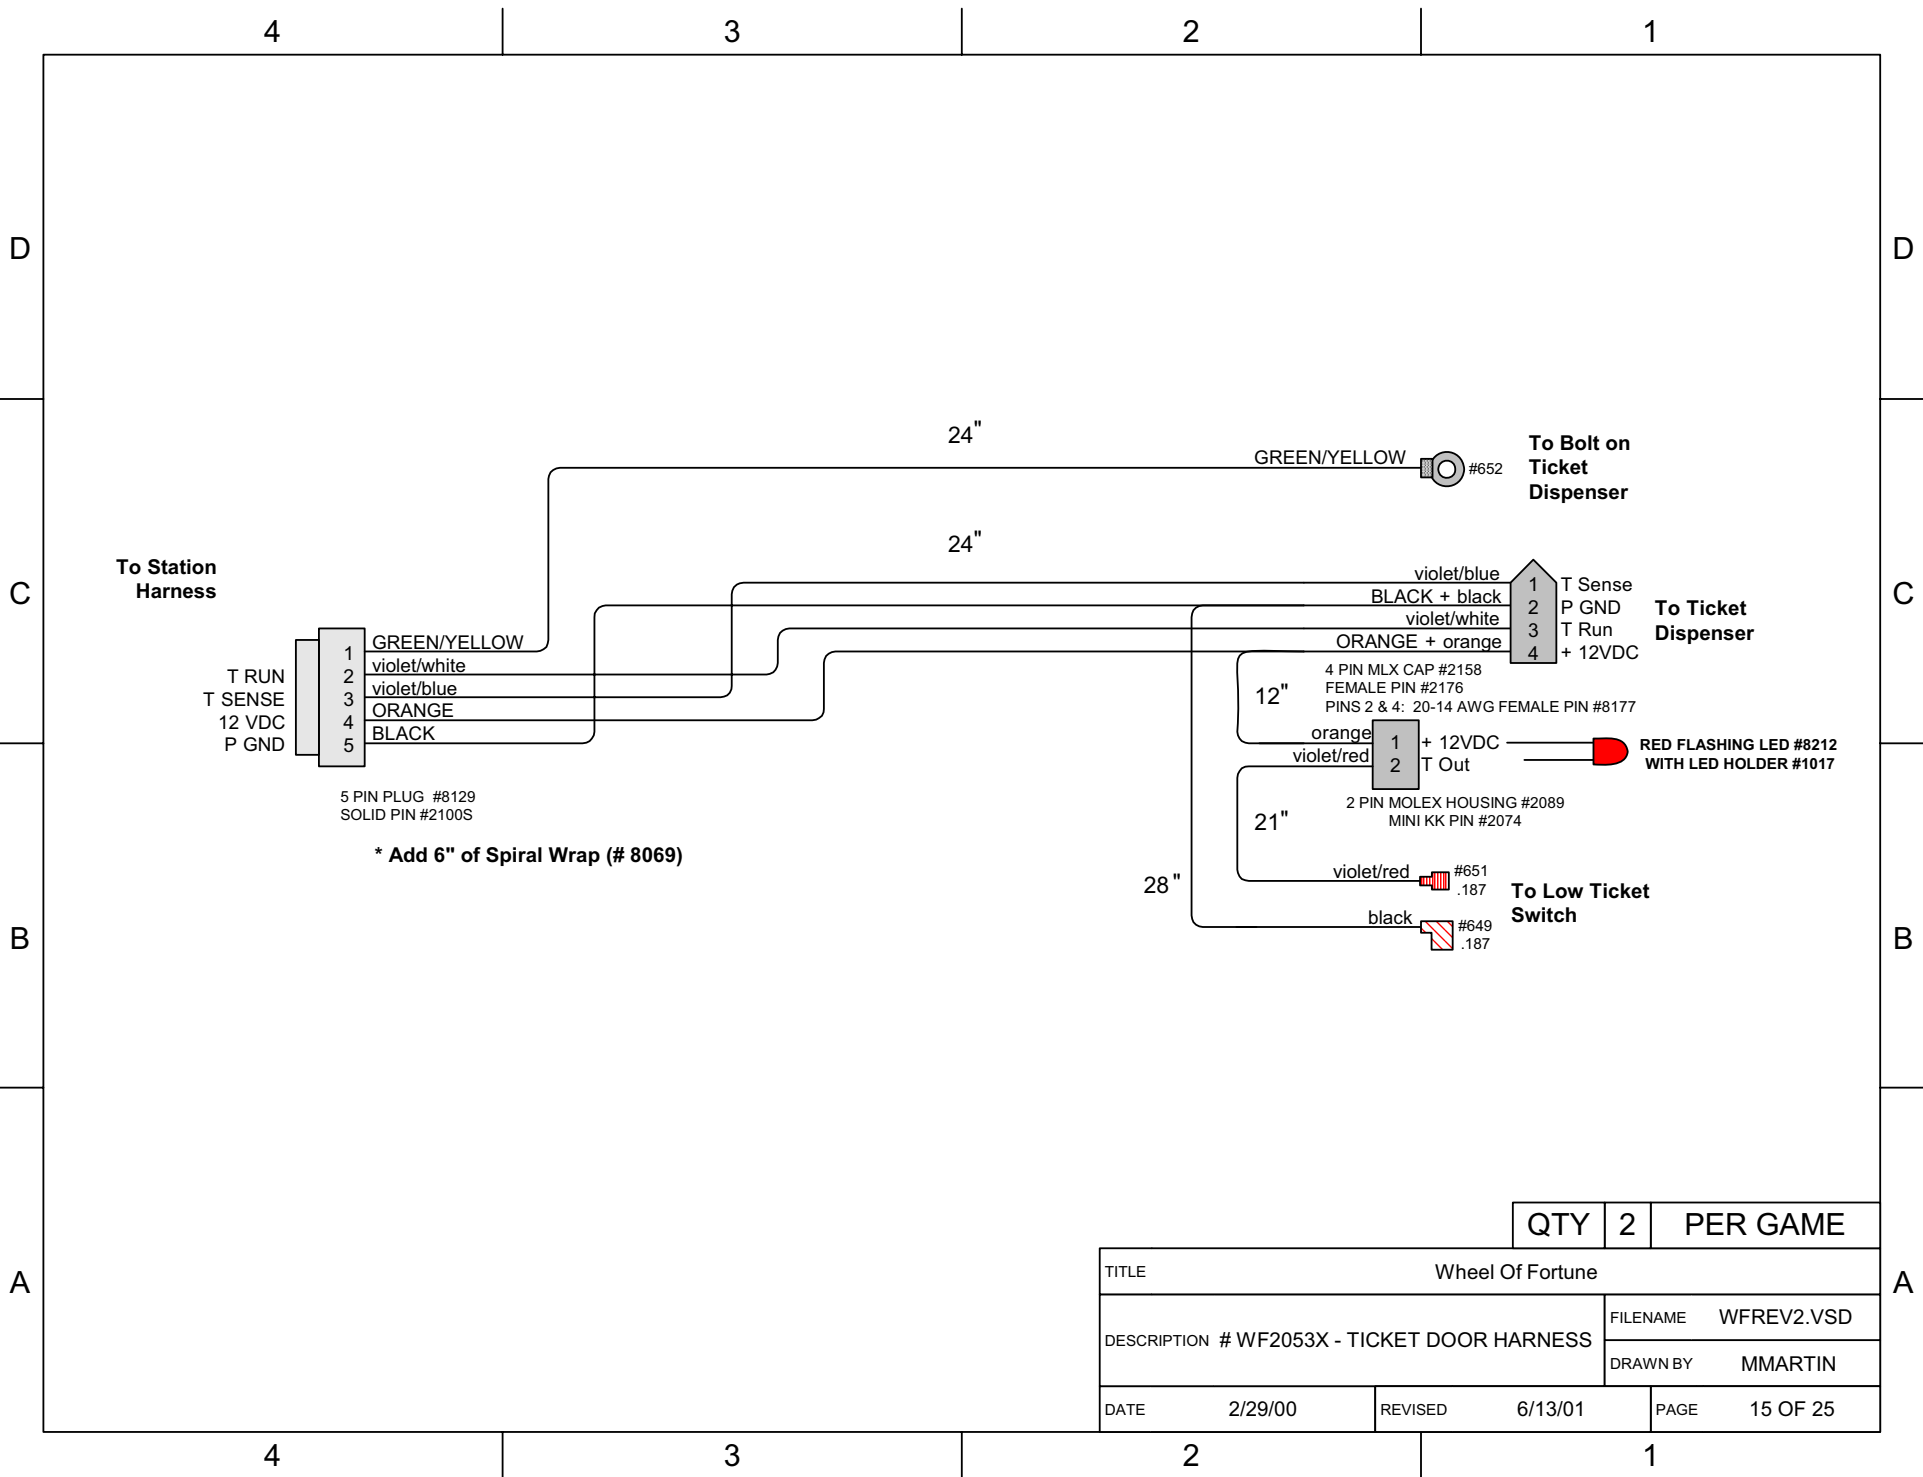 4 3 2 1
D D
24"
GREEN/YELLOW
#652
To Bolt on
Ticket
Dispenser
24"
To Station
Harness
C C
violet/blue 1 T Sense
BLACK + black 2 P GND
violet/white 3 T Run
ORANGE + orange 4 + 12VDC
To Ticket
Dispenser
1 GREEN/YELLOW
T RUN 2 violet/white
T SENSE 3 violet/blue
12 VDC 4 ORANGE
P GND 5 BLACK
4 PIN MLX CAP #2158
FEMALE PIN #2176
PINS 2 & 4: 20-14 AWG FEMALE PIN #8177
12"
orange 1 + 12VDC
violet/red 2 T Out
RED FLASHING LED #8212
WITH LED HOLDER #1017
5 PIN PLUG #8129
SOLID PIN #2100S
2 PIN MOLEX HOUSING #2089
MINI KK PIN #2074
21"
* Add 6" of Spiral Wrap (# 8069)
28"
violet/red #651
.187
To Low Ticket
Switch
black #649
.187
B B
QTY 2 PER GAME
A A
TITLE Wheel Of Fortune
DESCRIPTION # WF2053X - TICKET DOOR HARNESS
FILENAME WFREV2.VSD
DRAWN BY MMARTIN
DATE 2/29/00 REVISED 6/13/01 PAGE 15 OF 25
4 3 2 1